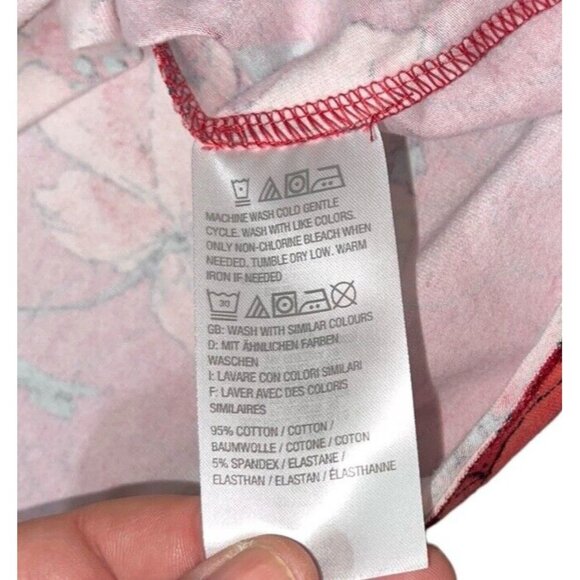 MACHINE WASH COLD GENTLE
CYCLE. WASH WITH LIKE COLORS.
ONLY NON-CHLORINE BLEACH WHEN
NEEDED. TUMBLE DRY LOW. WARM
IRON IF NEEDED
30
GB: WASH WITH SIMILAR COLOURS
D: MIT ÄHNLICHEN FARBEN
WASCHEN
I: LAVARE CON COLORI SIMILARI
F: LAVER AVEC DES COLORIS
SIMILAIRES
95% COTTON / COTTON /
BAUMWOLLE / COTONE / COTON
5% SPANDEX / ELASTANE /
ELASTHAN / ELASTAN / ÉLASTHANNE